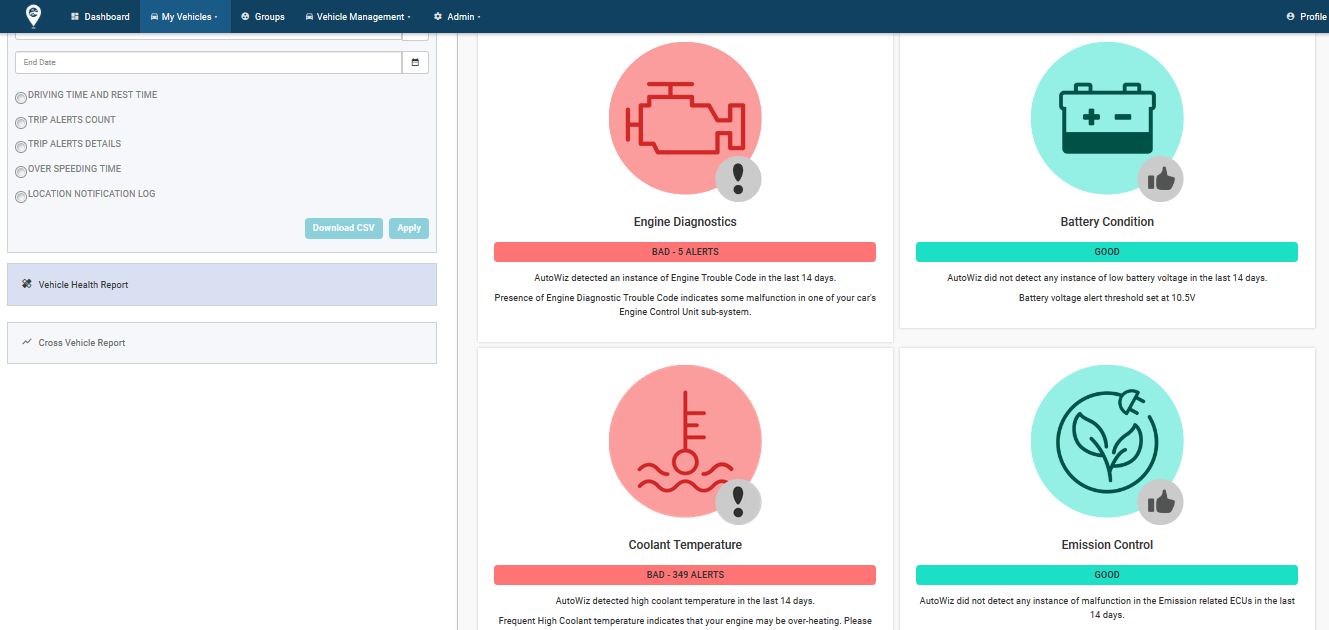 Dashboard
My Vehicles
Groups
Vehicle Management
Admin
Profile
End Date
DRIVING TIME AND REST TIME
TRIP ALERTS COUNT
TRIP ALERTS DETAILS
OVER SPEEDING TIME
LOCATION NOTIFICATION LOG
Download CSV
Apply
Vehicle Health Report
Cross Vehicle Report
Engine Diagnostics
BAD - 5 ALERTS
AutoWiz detected an instance of Engine Trouble Code in the last 14 days.
Presence of Engine Diagnostic Trouble Code indicates some malfunction in one of your car's
Engine Control Unit sub-system.
Battery Condition
GOOD
AutoWiz did not detect any instance of low battery voltage in the last 14 days.
Battery voltage alert threshold set at 10.5V
Coolant Temperature
BAD - 349 ALERTS
AutoWiz detected high coolant temperature in the last 14 days.
Frequent High Coolant temperature indicates that your engine may be over-heating. Please
Emission Control
GOOD
AutoWiz did not detect any instance of malfunction in the Emission related ECUs in the last
14 days.